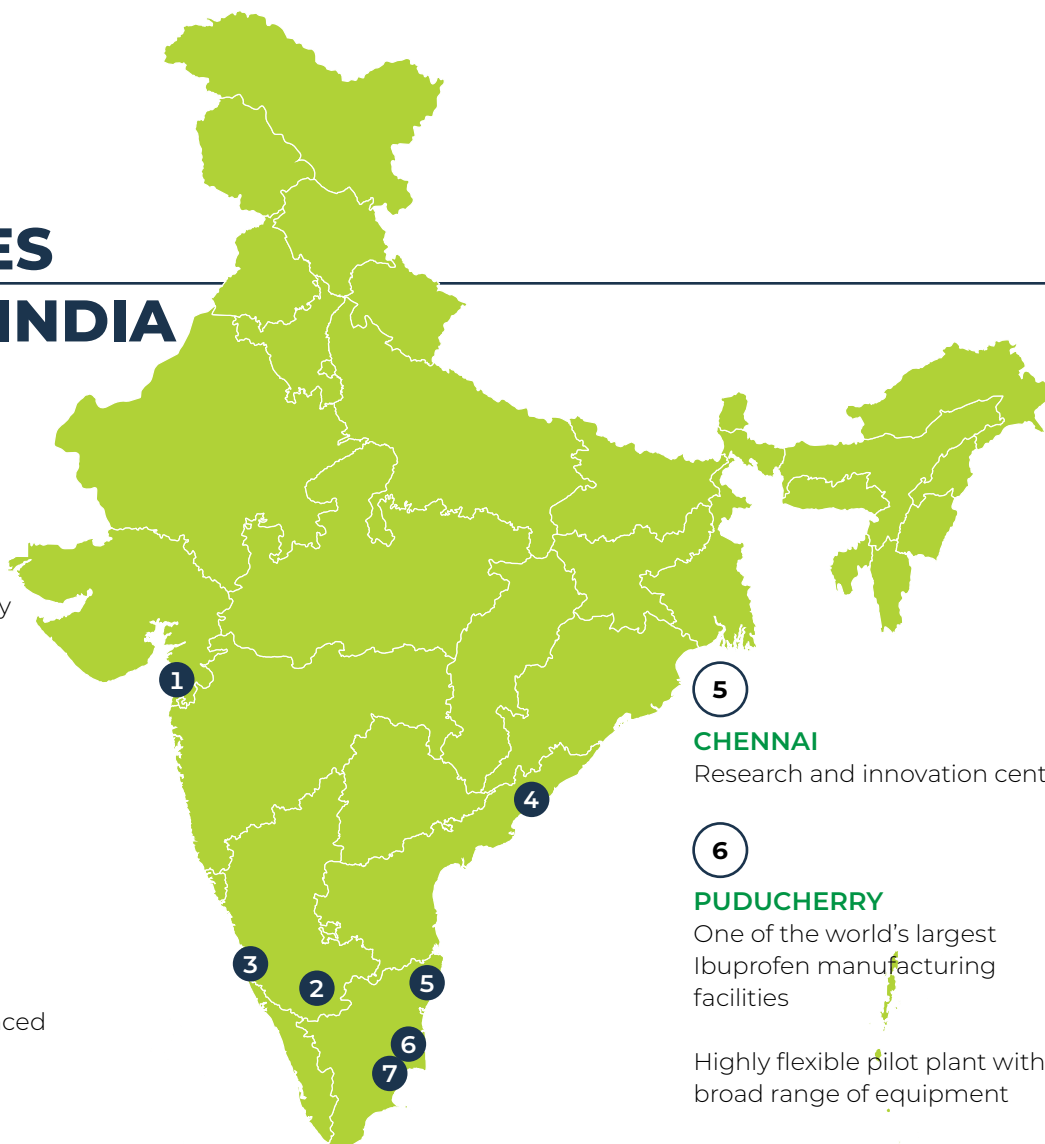 ES
INDIA
y
1
2
3
4
5
6
7
ced
5
CHENNAI
Research and innovation cent
6
PUDUCHERRY
One of the world's largest
Ibuprofen manufacturing
facilities
Highly flexible pilot plant with
broad range of equipment